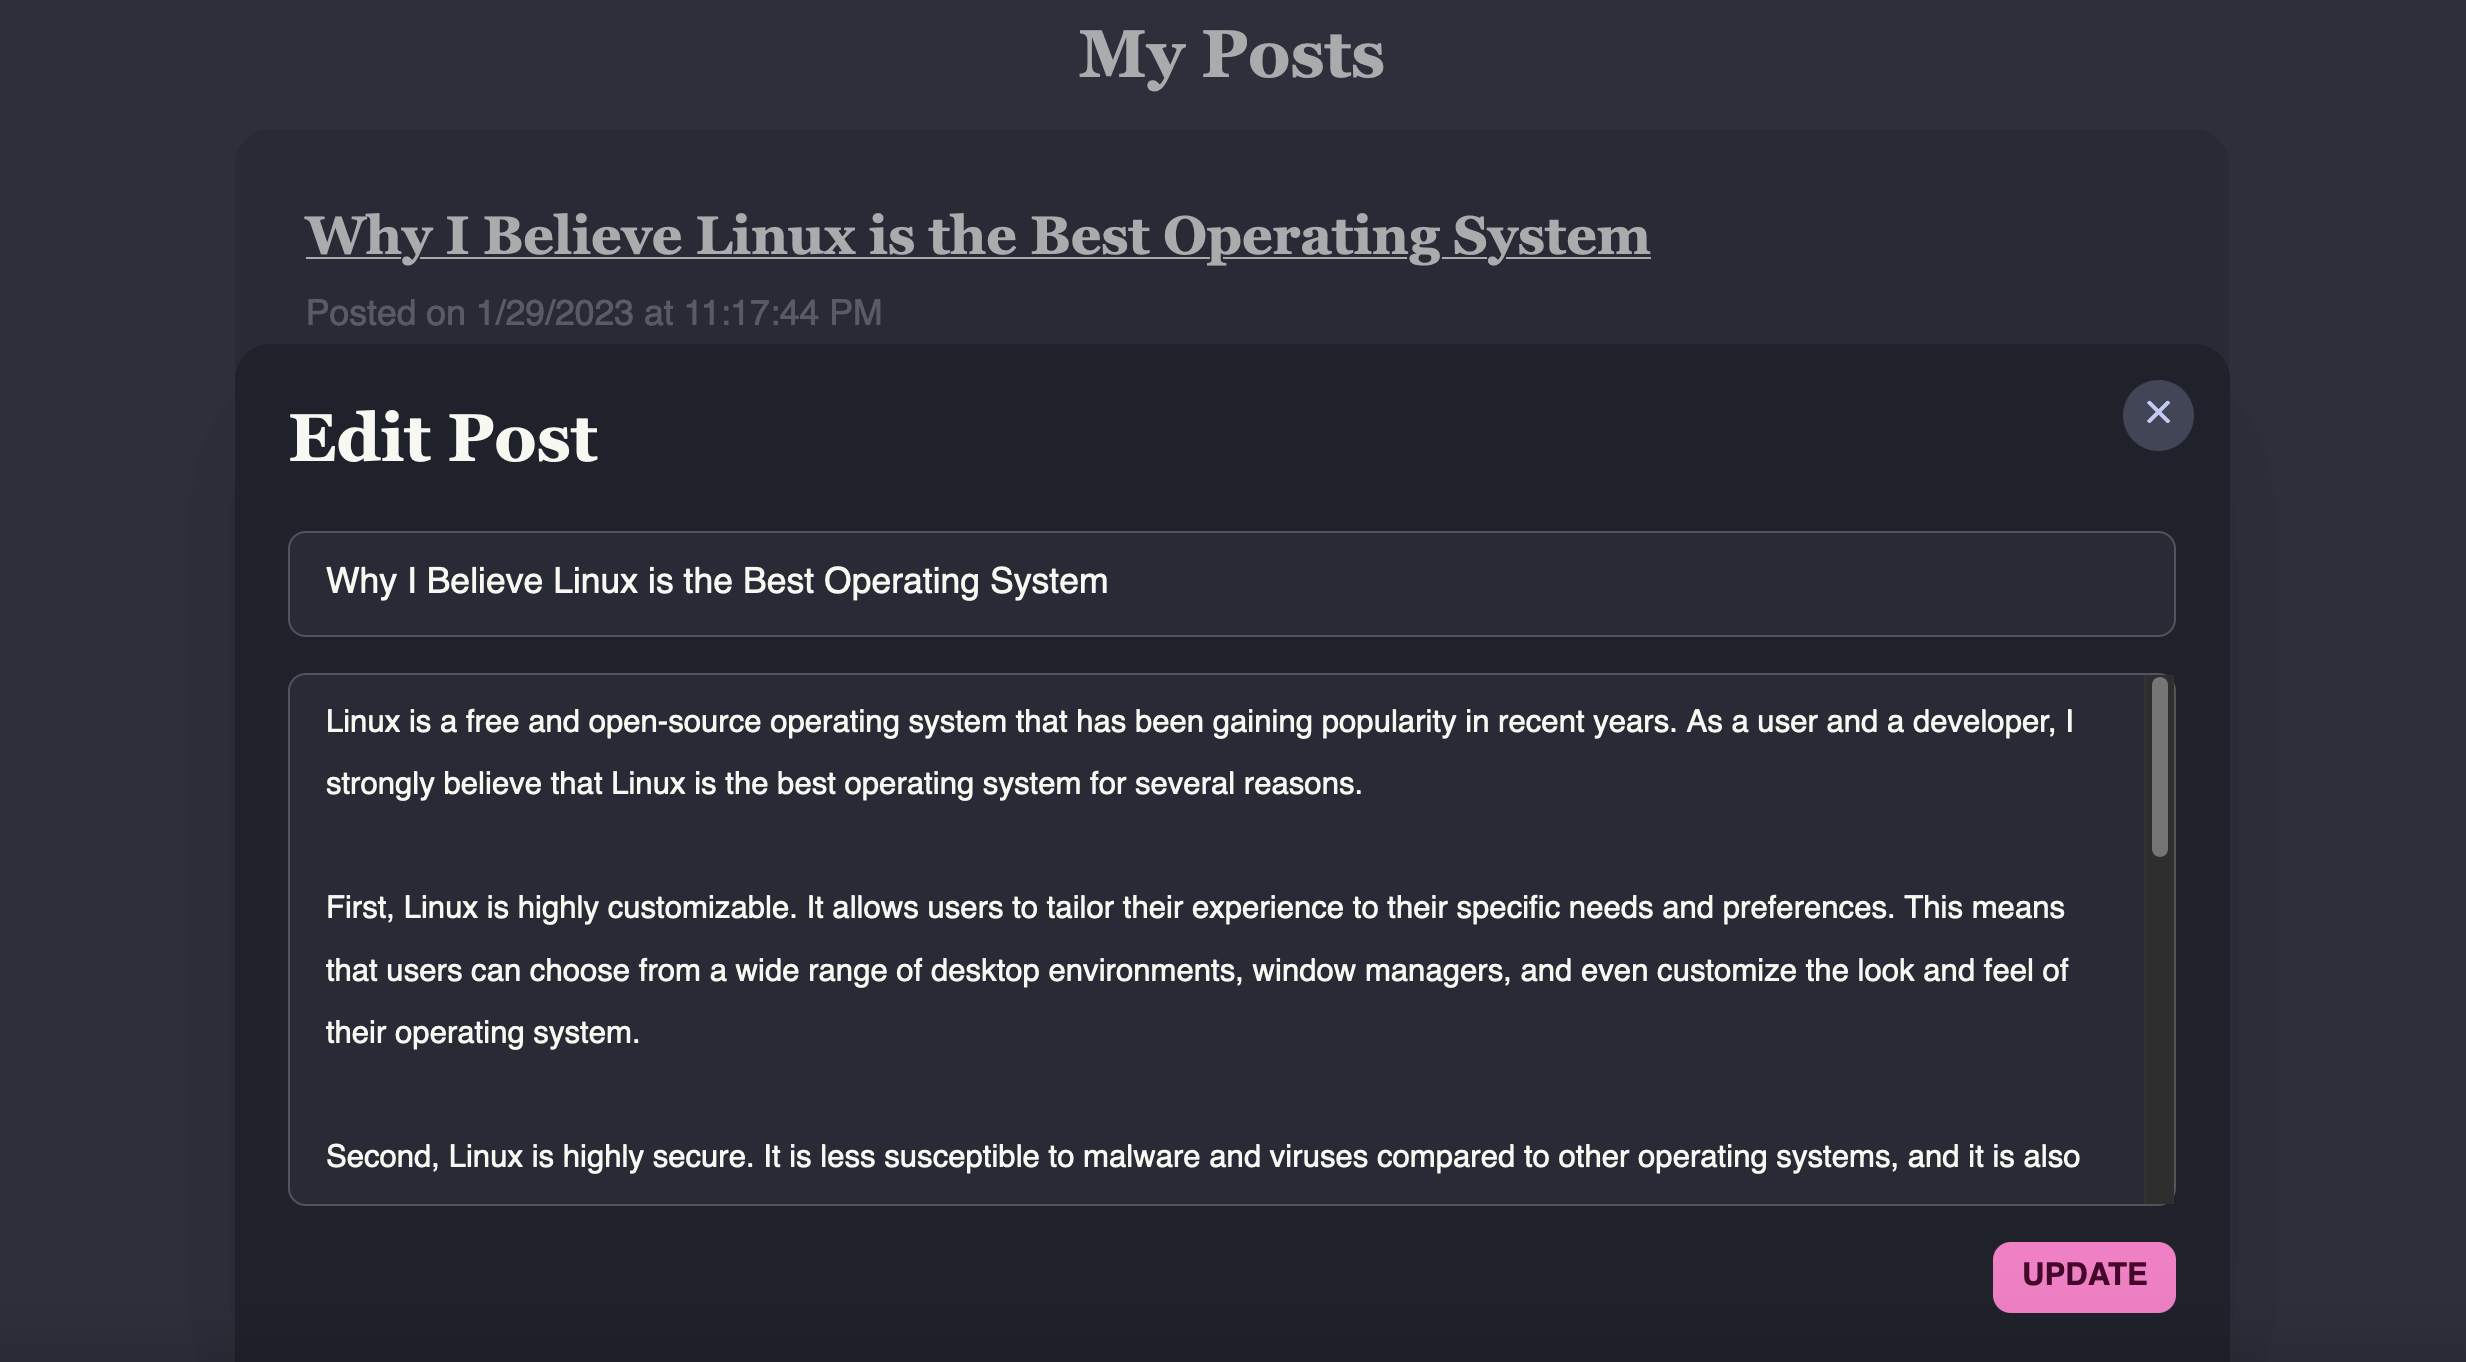 My Posts
Why I Believe Linux is the Best Operating System
Posted on 1/29/2023 at 11:17:44 PM
Edit Post
Why I Believe Linux is the Best Operating System
Linux is a free and open-source operating system that has been gaining popularity in recent years. As a user and a developer, I
strongly believe that Linux is the best operating system for several reasons.
First, Linux is highly customizable. It allows users to tailor their experience to their specific needs and preferences. This means
that users can choose from a wide range of desktop environments, window managers, and even customize the look and feel of
their operating system.
Second, Linux is highly secure. It is less susceptible to malware and viruses compared to other operating systems, and it is also
UPDATE